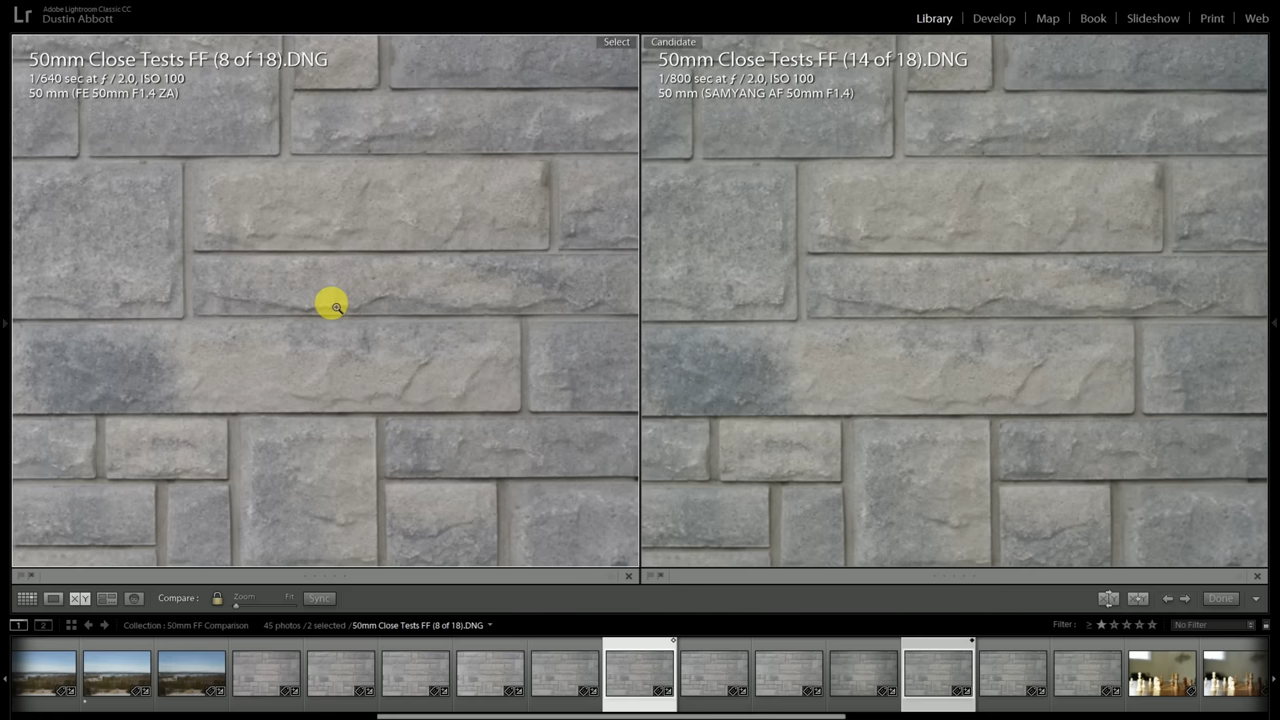 Lr
Adobe Lightroom Classic CC
Dustin Abbott
Library | Develop | Map | Book | Slideshow | Print | Web
Select
50mm Close Tests FF (8 of 18).DNG
1/640 sec at ƒ / 2.0, ISO 100
50 mm (FE 50mm F1.4 ZA)
Candidate
50mm Close Tests FF (14 of 18).DNG
1/800 sec at ƒ / 2.0, ISO 100
50 mm (SAMYANG AF 50mm F1.4)
XY Compare : Zoom Fit Sync Done
1 2 Collection : 50mm FF Comparison 45 photos / 2 selected / 50mm Close Tests FF (8 of 18).DNG Filter : ≥ No Filter